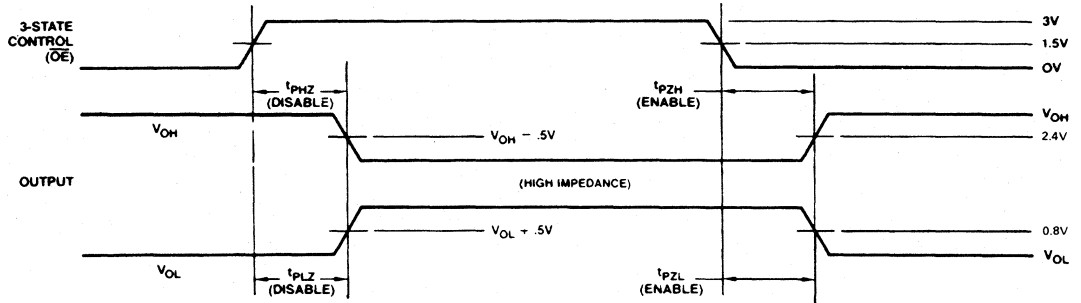 3-STATE
CONTROL
(OE)
3V
1.5V
0V
tPHZ
(DISABLE)
tPZH
(ENABLE)
VOH
VOH − .5V
VOH
2.4V
OUTPUT
(HIGH IMPEDANCE)
VOL + .5V
0.8V
VOL
VOL
tPLZ
(DISABLE)
tPZL
(ENABLE)